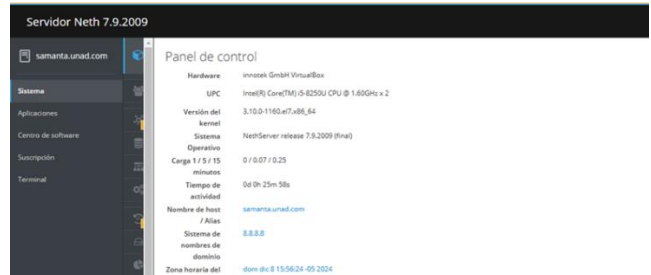 Servidor Neth 7.9.2009
samanta.unad.com
Sistema
Aplicaciones
Centro de software
Suscripción
Terminal
Panel de control
Hardware innotek GmbH VirtualBox
UPC Intel(R) Core(TM) i5-8250U CPU @ 1.60GHz x 2
Versión del
kernel
3.10.0-1160.el7.x86_64
Sistema
Operativo
NethServer release 7.9.2009 (final)
Carga 1 / 5 / 15
minutos
0 / 0.07 / 0.25
Tiempo de
actividad
0d 0h 25m 58s
Nombre de host
/ Alias
samanta.unad.com
Sistema de
nombres de
dominio
8.8.8.8
Zona horaria del
dom dic 8 15:56:24 -05 2024